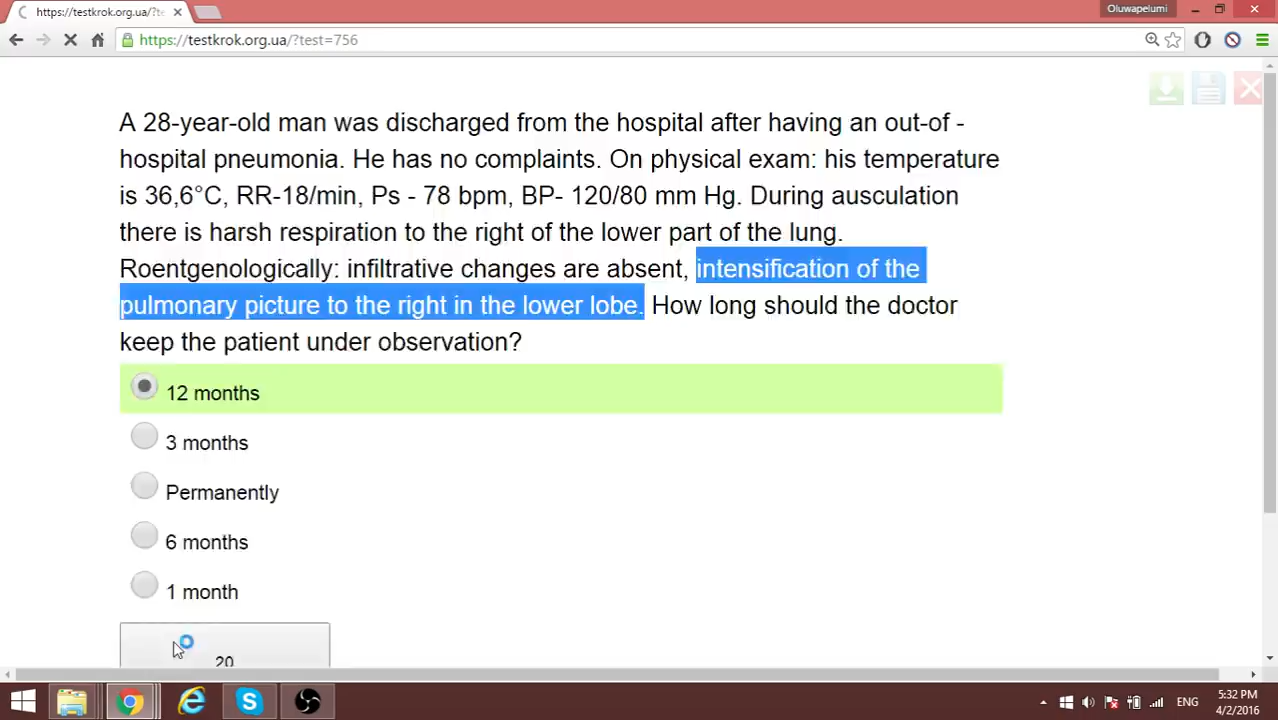 https://testkrok.org.ua/?te
Oluwapelumi
https://testkrok.org.ua/?test=756
A 28-year-old man was discharged from the hospital after having an out-of -
hospital pneumonia. He has no complaints. On physical exam: his temperature
is 36,6°C, RR-18/min, Ps - 78 bpm, BP- 120/80 mm Hg. During ausculation
there is harsh respiration to the right of the lower part of the lung.
Roentgenologically: infiltrative changes are absent, intensification of the
pulmonary picture to the right in the lower lobe. How long should the doctor
keep the patient under observation?
12 months
3 months
Permanently
6 months
1 month
20
ENG
5:32 PM
4/2/2016